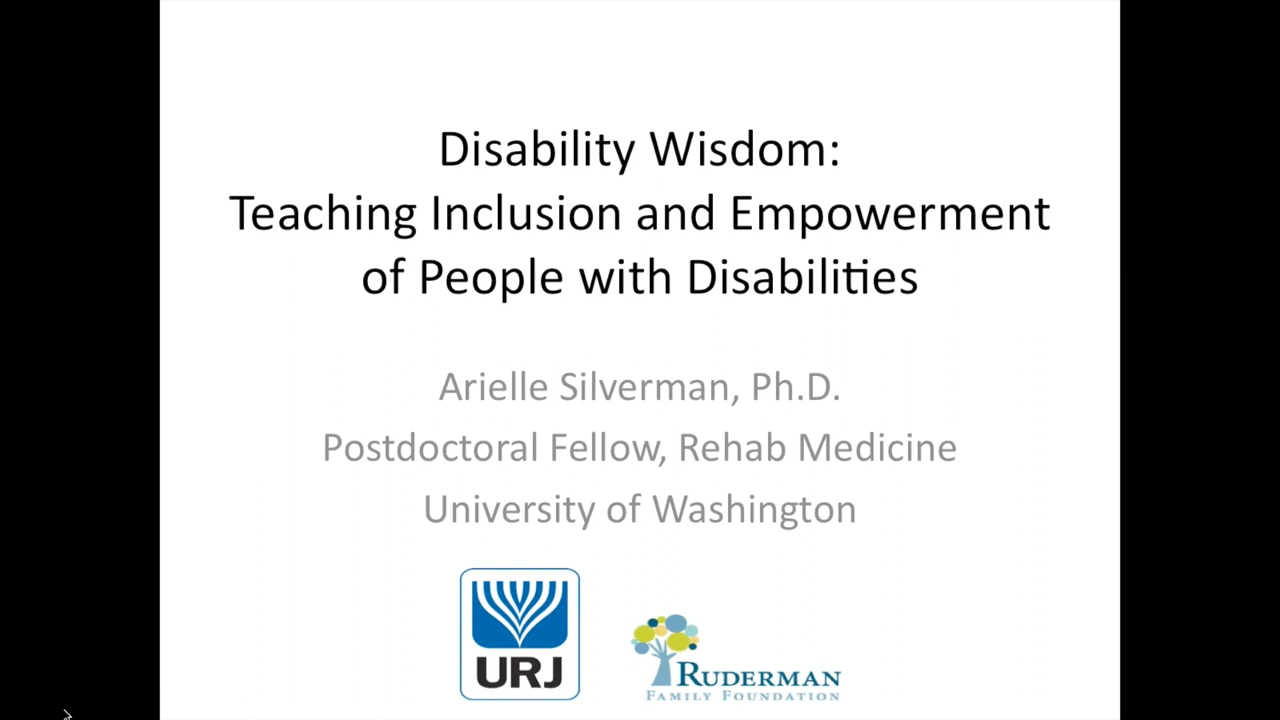 Disability Wisdom:
Teaching Inclusion and Empowerment
of People with Disabilities
Arielle Silverman, Ph.D.
Postdoctoral Fellow, Rehab Medicine
University of Washington
URJ
RUDERMAN
FAMILY FOUNDATION